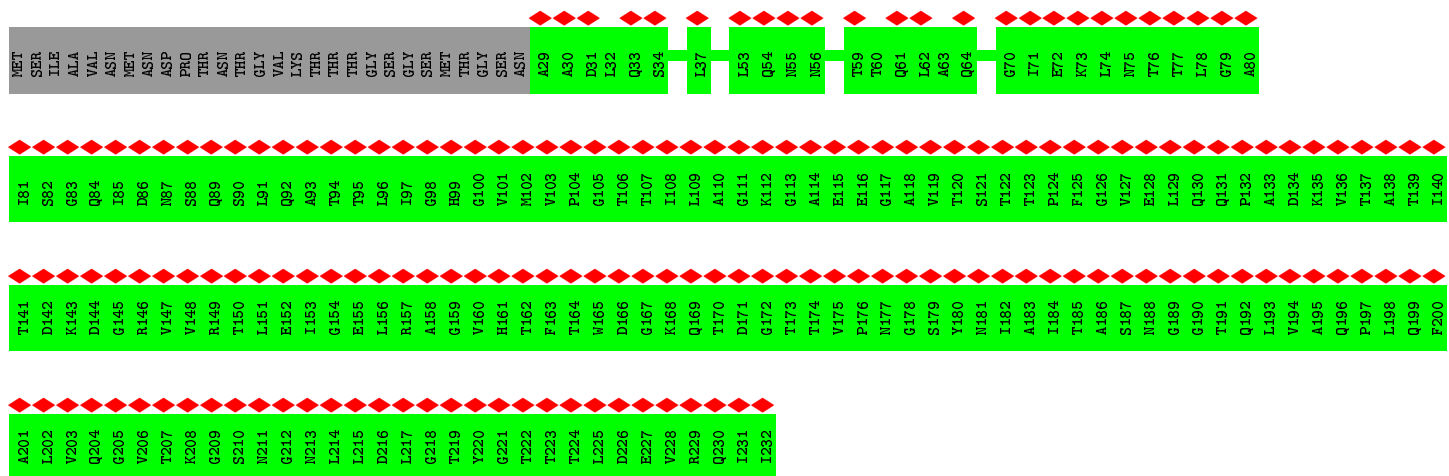 MET SER ILE ALA VAL ASN MET ASN ASP PRO THR ASN THR GLY VAL LYS THR THR THR GLY SER GLY SER MET THR GLY SER ASN A29 A30 D31 L32 Q33 S34 L37 L53 Q54 N55 N56 T59 T60 Q61 L62 A63 Q64 G70 I71 E72 K73 L74 N75 T76 T77 L78 G79 A80
I81 S82 G83 Q84 I85 D86 N87 S88 Q89 S90 L91 Q92 A93 T94 T95 L96 I97 G98 H99 G100 V101 M102 V103 P104 G105 T106 T107 I108 L109 A110 G111 K112 G113 A114 E115 E116 G117 A118 V119 T120 S121 T122 T123 P124 F125 G126 V127 E128 L129 Q130 Q131 P132 A133 D134 K135 V136 T137 A138 T139 I140
T141 D142 K143 D144 G145 R146 V147 V148 R149 T150 L151 E152 I153 G154 E155 L156 R157 A158 G159 V160 H161 T162 F163 T164 W165 D166 G167 K168 Q169 T170 D171 G172 T173 T174 V175 P176 N177 G178 S179 Y180 N181 I182 A183 I184 T185 A186 S187 N188 G189 G190 T191 Q192 L193 V194 A195 Q196 P197 L198 Q199 F200
A201 L202 V203 Q204 G205 V206 T207 K208 G209 S210 N211 G212 N213 L214 L215 D216 L217 G218 T219 Y220 G221 T222 T223 T224 L225 D226 E227 V228 R229 Q230 I231 I232